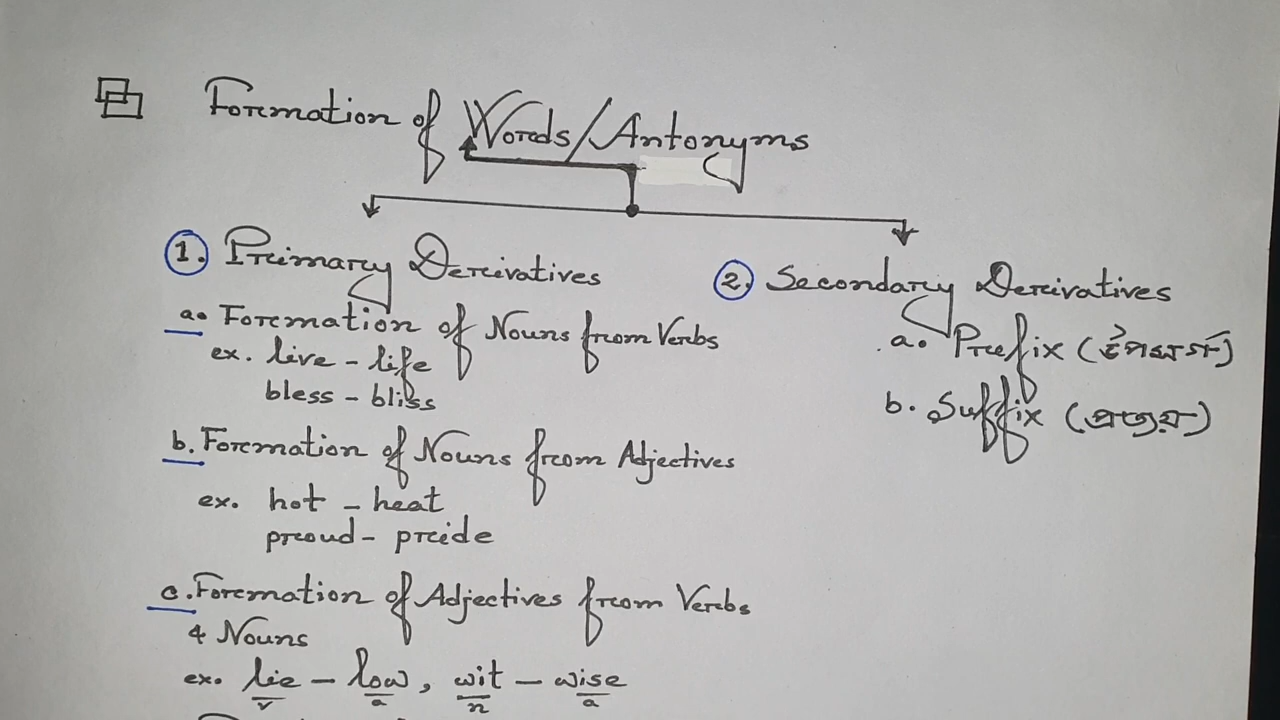 Formation of Words/Antonyms
1. Primary Derivatives
a. Formation of Nouns from Verbs
ex. live - life
bless - bliss
b. Formation of Nouns from Adjectives
ex. hot - heat
proud - pride
c. Formation of Adjectives from Verbs
& Nouns
ex. lie - low, wit - wise
v a n a
2. Secondary Derivatives
a. Prefix (উপসর্গ)
b. Suffix (প্রত্যয়)